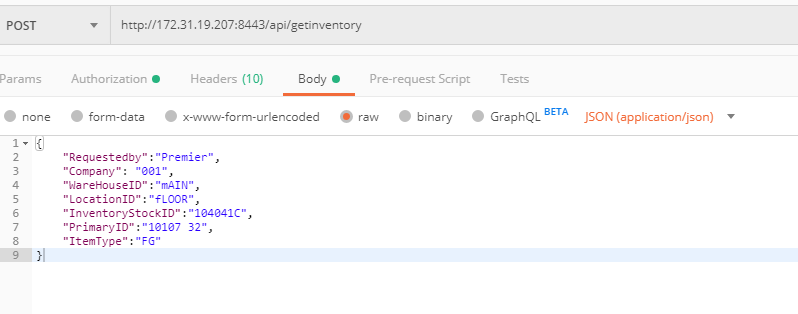 POST http://172.31.19.207:8443/api/getinventory
Params Authorization Headers (10) Body Pre-request Script Tests
none form-data x-www-form-urlencoded raw binary GraphQL BETA JSON (application/json)
1 {
2 "Requestedby":"Premier",
3 "Company": "001",
4 "WareHouseID":"mAIN",
5 "LocationID":"fLOOR",
6 "InventoryStockID":"104041C",
7 "PrimaryID":"10107 32",
8 "ItemType":"FG"
9 }